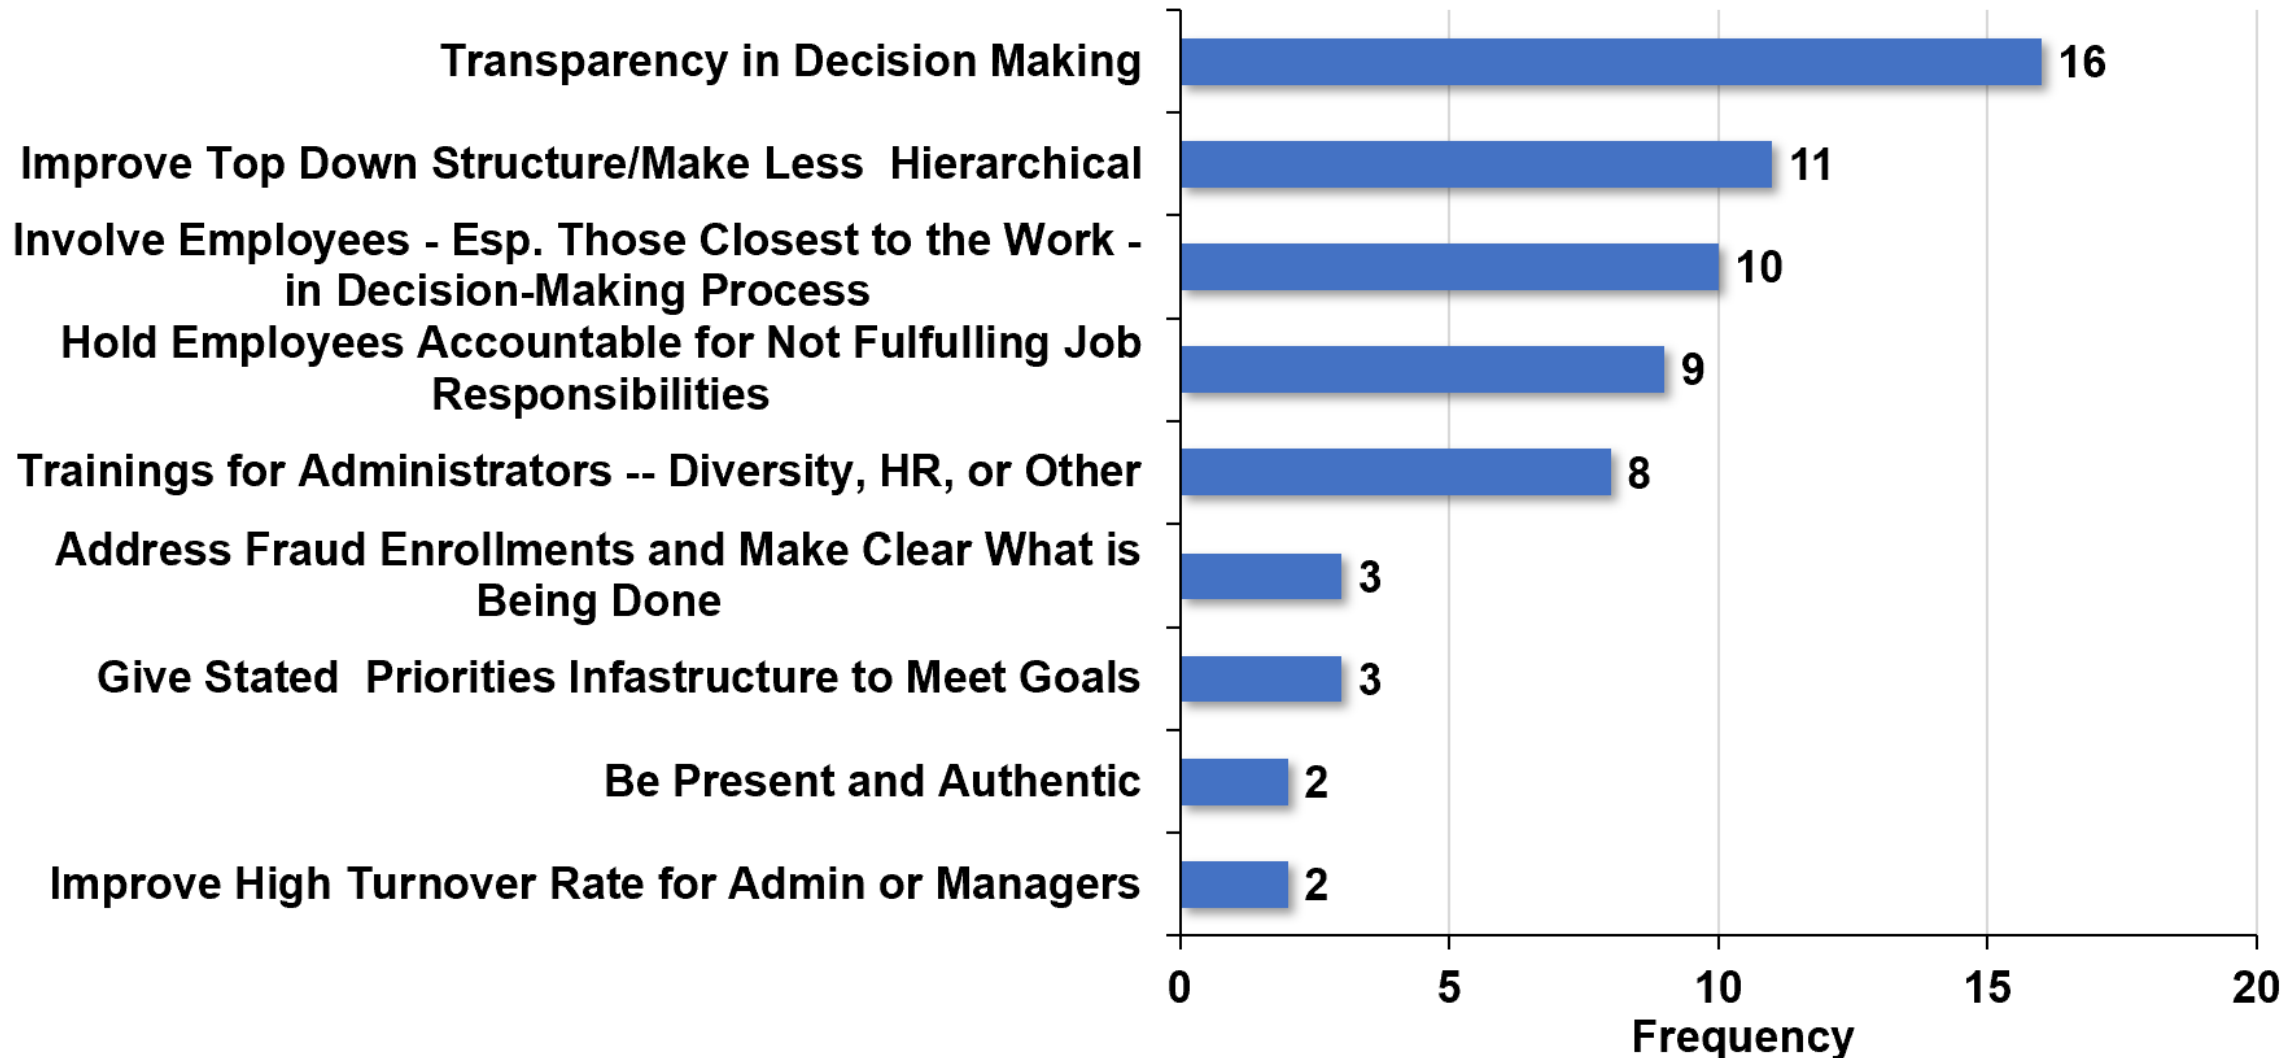 Transparency in Decision Making
16
Improve Top Down Structure/Make Less  Hierarchical
11
Involve Employees - Esp. Those Closest to the Work -
in Decision-Making Process
10
Hold Employees Accountable for Not Fulfulling Job
Responsibilities
9
Trainings for Administrators -- Diversity, HR, or Other
8
Address Fraud Enrollments and Make Clear What is
Being Done
3
Give Stated  Priorities Infastructure to Meet Goals
3
Be Present and Authentic
2
Improve High Turnover Rate for Admin or Managers
2
0 5 10 15 20
Frequency